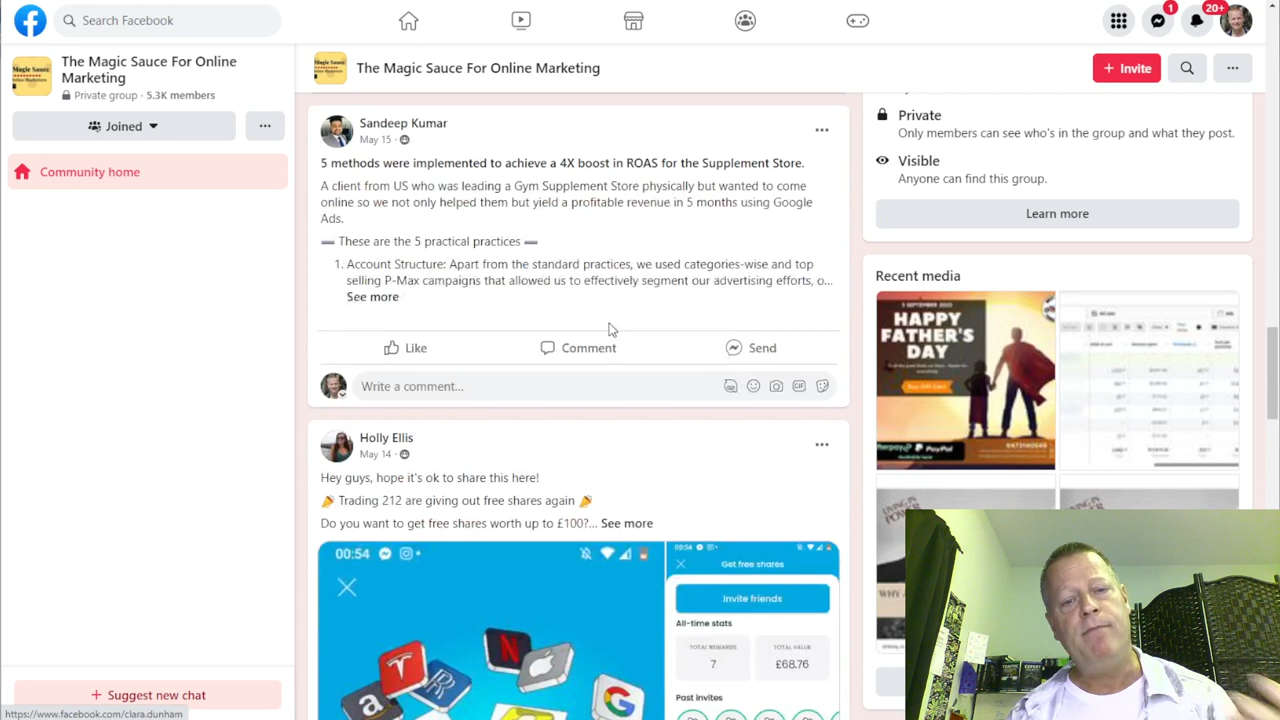 Search Facebook
1
20+
The Magic Sauce For Online
Marketing
Private group · 5.3K members
Joined
Community home
Suggest new chat
https://www.facebook.com/clara.dunham
The Magic Sauce For Online Marketing
+ Invite
Sandeep Kumar
May 15 ·
5 methods were implemented to achieve a 4X boost in ROAS for the Supplement Store.
A client from US who was leading a Gym Supplement Store physically but wanted to come
online so we not only helped them but yield a profitable revenue in 5 months using Google
Ads.
➖ These are the 5 practical practices ➖
1. Account Structure: Apart from the standard practices, we used categories-wise and top
selling P-Max campaigns that allowed us to effectively segment our advertising efforts, o...
See more
Like
Comment
Send
Write a comment...
GIF
Holly Ellis
May 14 ·
Hey guys, hope it's ok to share this here!
🎉 Trading 212 are giving out free shares again 🎉
Do you want to get free shares worth up to £100?... See more
00:54
00:54
Get free shares
Invite friends
All-time stats
TOTAL REWARDS
7
TOTAL VALUE
£68.76
Past invites
Private
Only members can see who's in the group and what they post.
Visible
Anyone can find this group.
Learn more
Recent media
HAPPY
FATHER'S
DAY
PayPal